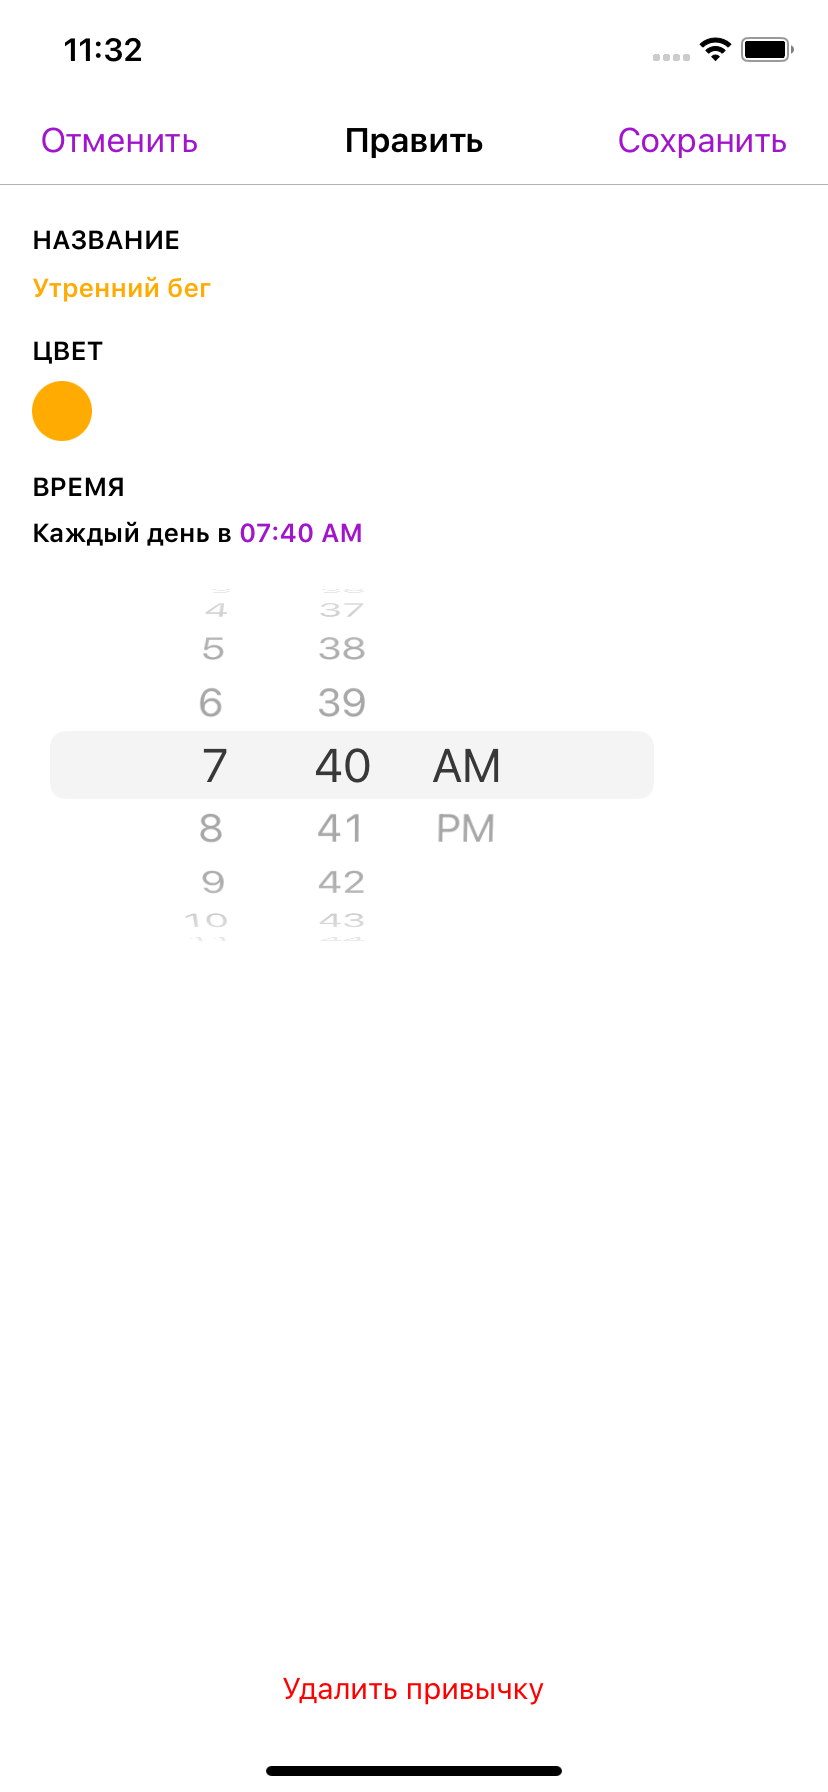 11:32
Отменить Править Сохранить
НАЗВАНИЕ
Утренний бег
ЦВЕТ
ВРЕМЯ
Каждый день в 07:40 AM
4 37
5 38
6 39
7 40 AM
8 41 PM
9 42
10 43
Удалить привычку